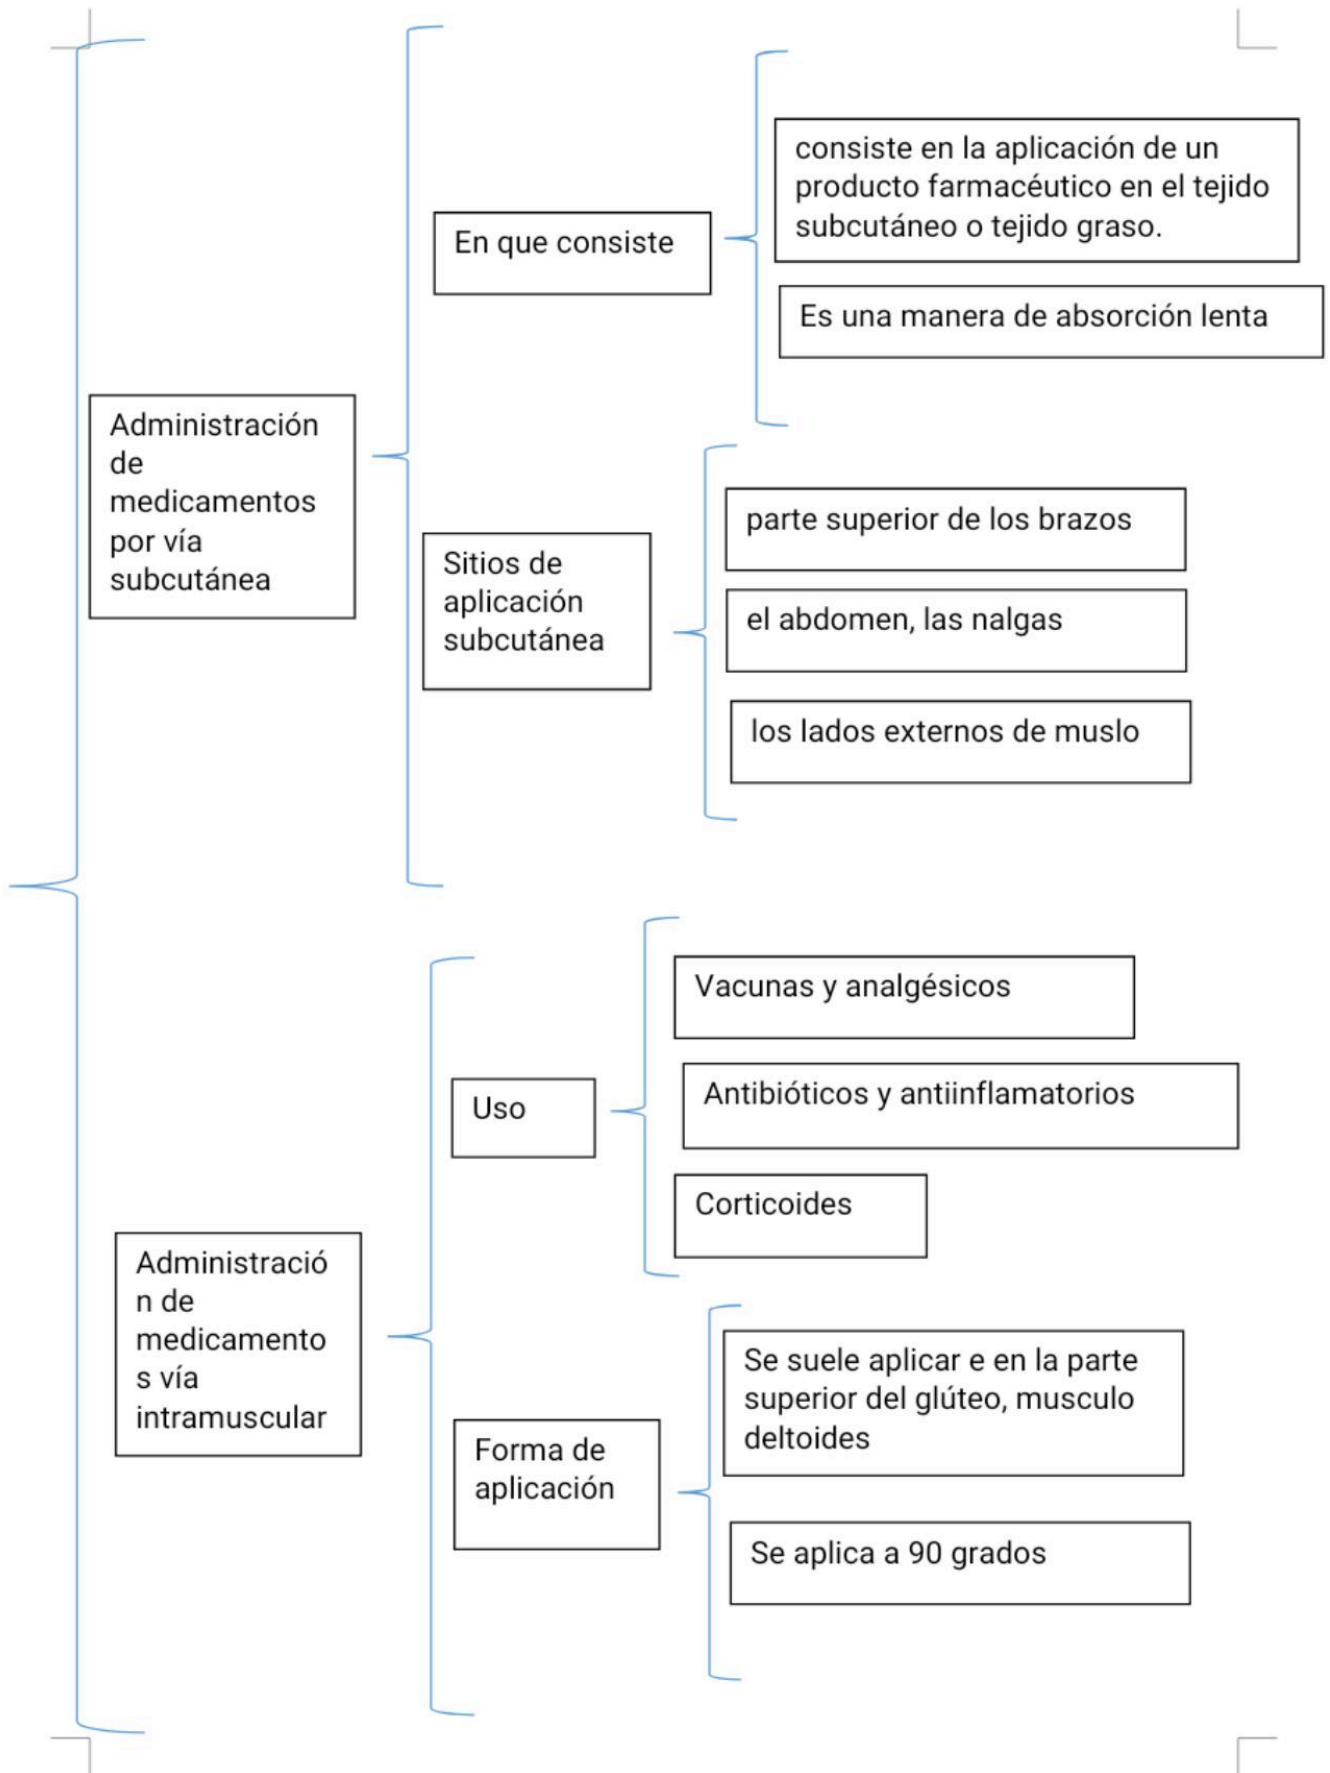 Administración
de
medicamentos
por vía
subcutánea
En que consiste
consiste en la aplicación de un
producto farmacéutico en el tejido
subcutáneo o tejido graso.
Es una manera de absorción lenta
Sitios de
aplicación
subcutánea
parte superior de los brazos
el abdomen, las nalgas
los lados externos de muslo
Administració
n de
medicamento
s vía
intramuscular
Uso
Vacunas y analgésicos
Antibióticos y antiinflamatorios
Corticoides
Forma de
aplicación
Se suele aplicar e en la parte
superior del glúteo, musculo
deltoides
Se aplica a 90 grados